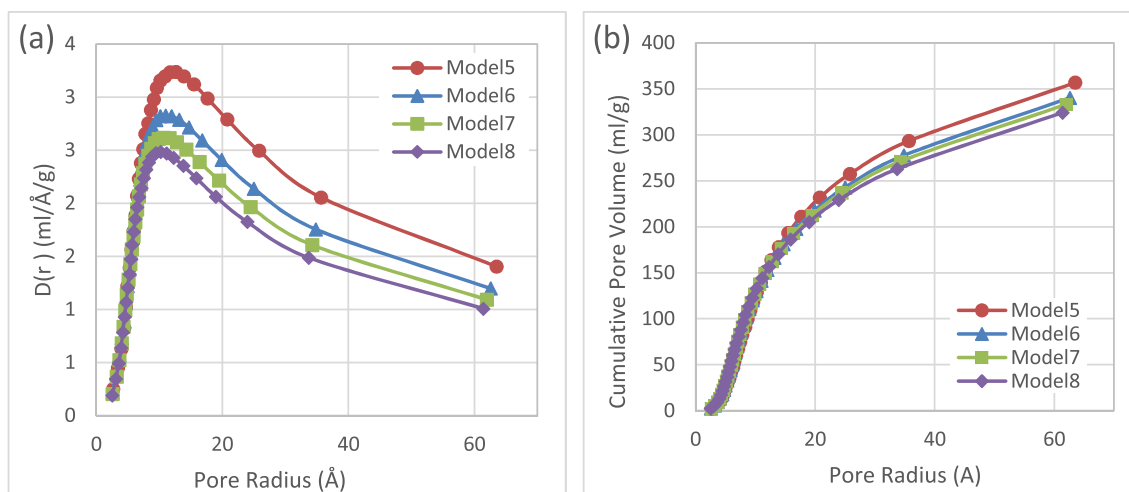 (a)
4
3
3
2
2
1
1
0
D(r ) (ml/Å/g)
0 20 40 60
Pore Radius (Å)
Model5
Model6
Model7
Model8
(b)
400
350
300
250
200
150
100
50
0
Cumulative Pore Volume (ml/g)
0 20 40 60
Pore Radius (A)
Model5
Model6
Model7
Model8